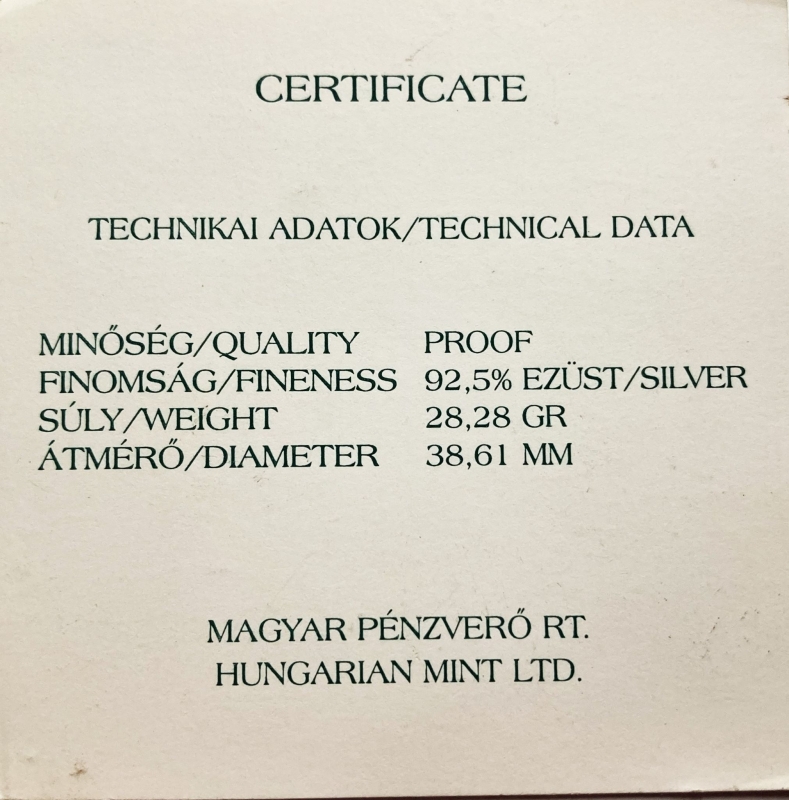 CERTIFICATE
TECHNIKAI ADATOK/TECHNICAL DATA
MINŐSÉG/QUALITY PROOF
FINOMSÁG/FINENESS 92,5% EZÜST/SILVER
SÚLY/WEIGHT 28,28 GR
ÁTMÉRŐ/DIAMETER 38,61 MM
MAGYAR PÉNZVERŐ RT.
HUNGARIAN MINT LTD.